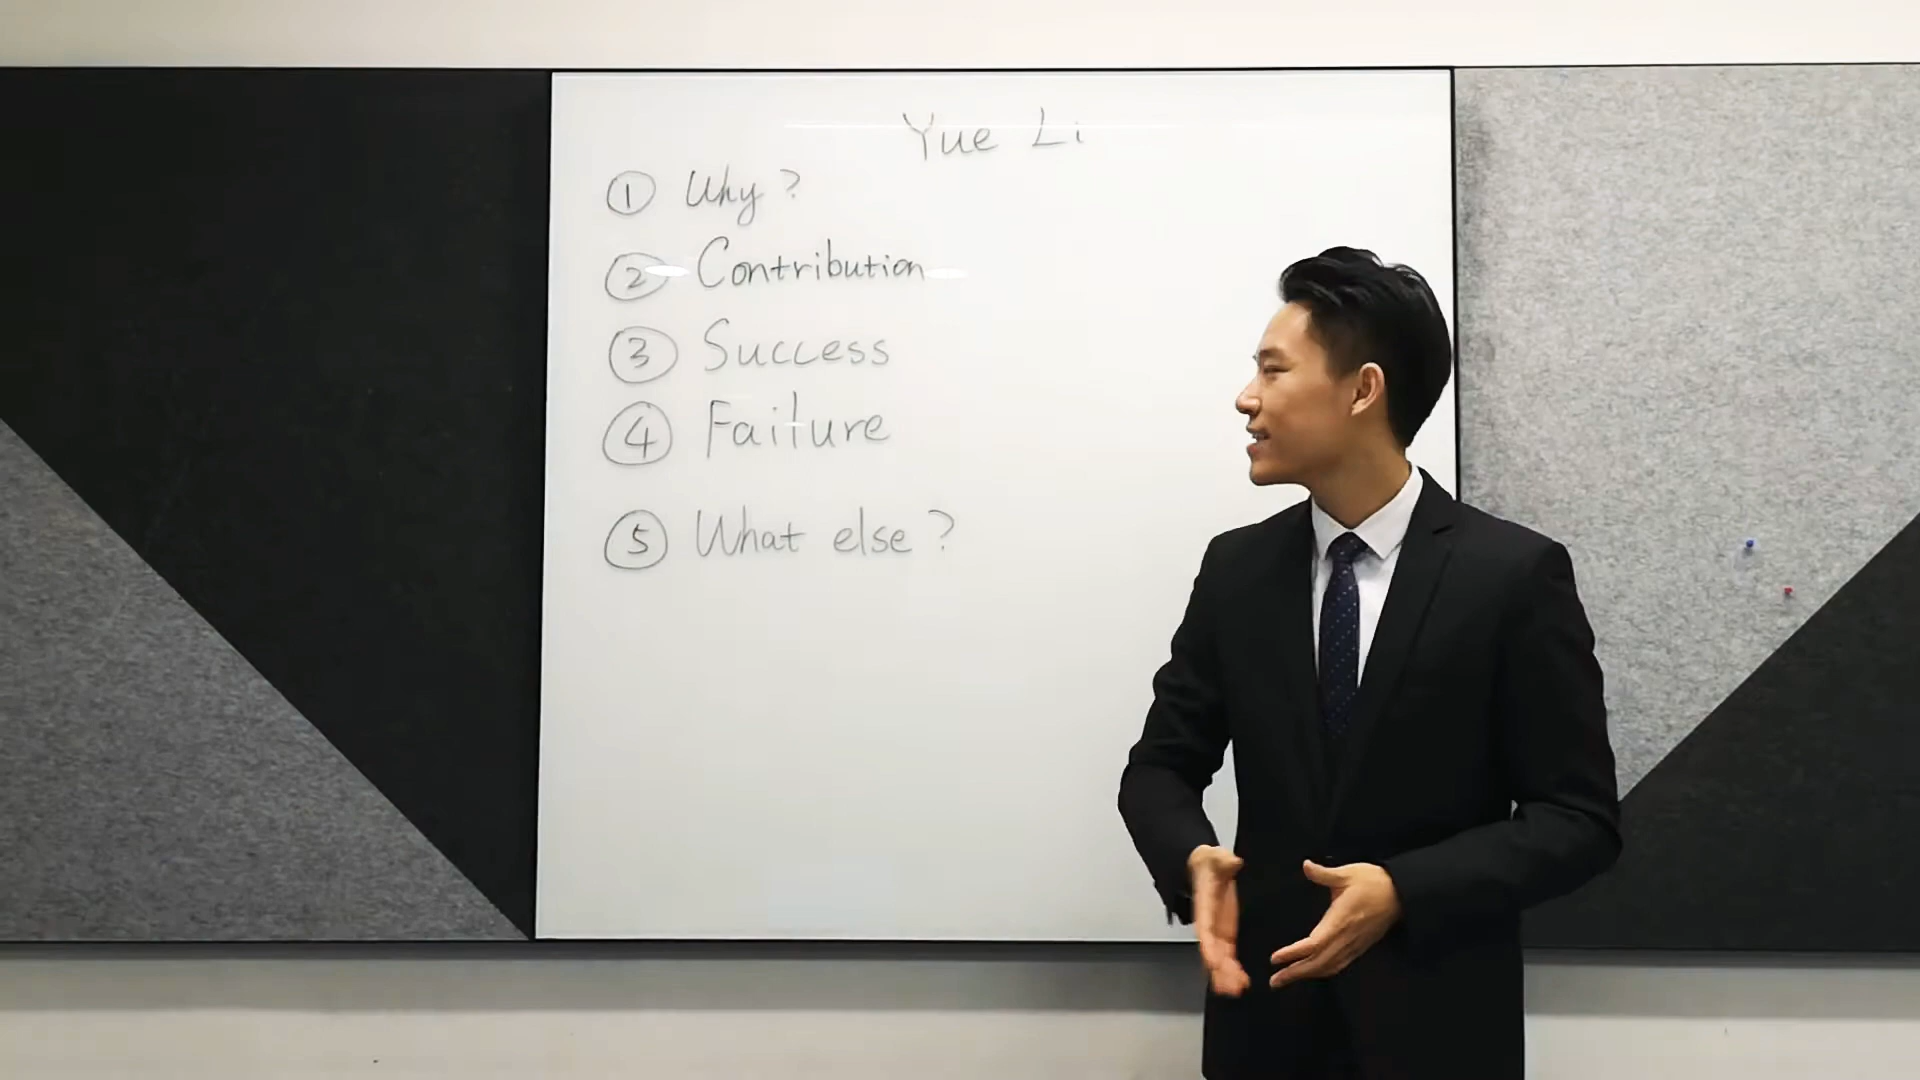 Yue Li
① Why?
② Contribution
③ Success
④ Failure
⑤ What else?